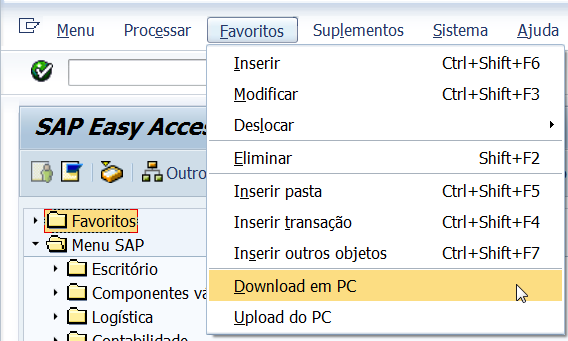 Menu Processar Favoritos Suplementos Sistema Ajuda
Inserir Ctrl+Shift+F6
Modificar Ctrl+Shift+F3
Deslocar
Eliminar Shift+F2
Inserir pasta Ctrl+Shift+F5
Inserir transação Ctrl+Shift+F4
Inserir outros objetos Ctrl+Shift+F7
Download em PC
Upload do PC
SAP Easy Acce
Outro
Favoritos
Menu SAP
Escritório
Componentes va
Logística
Contabilidade